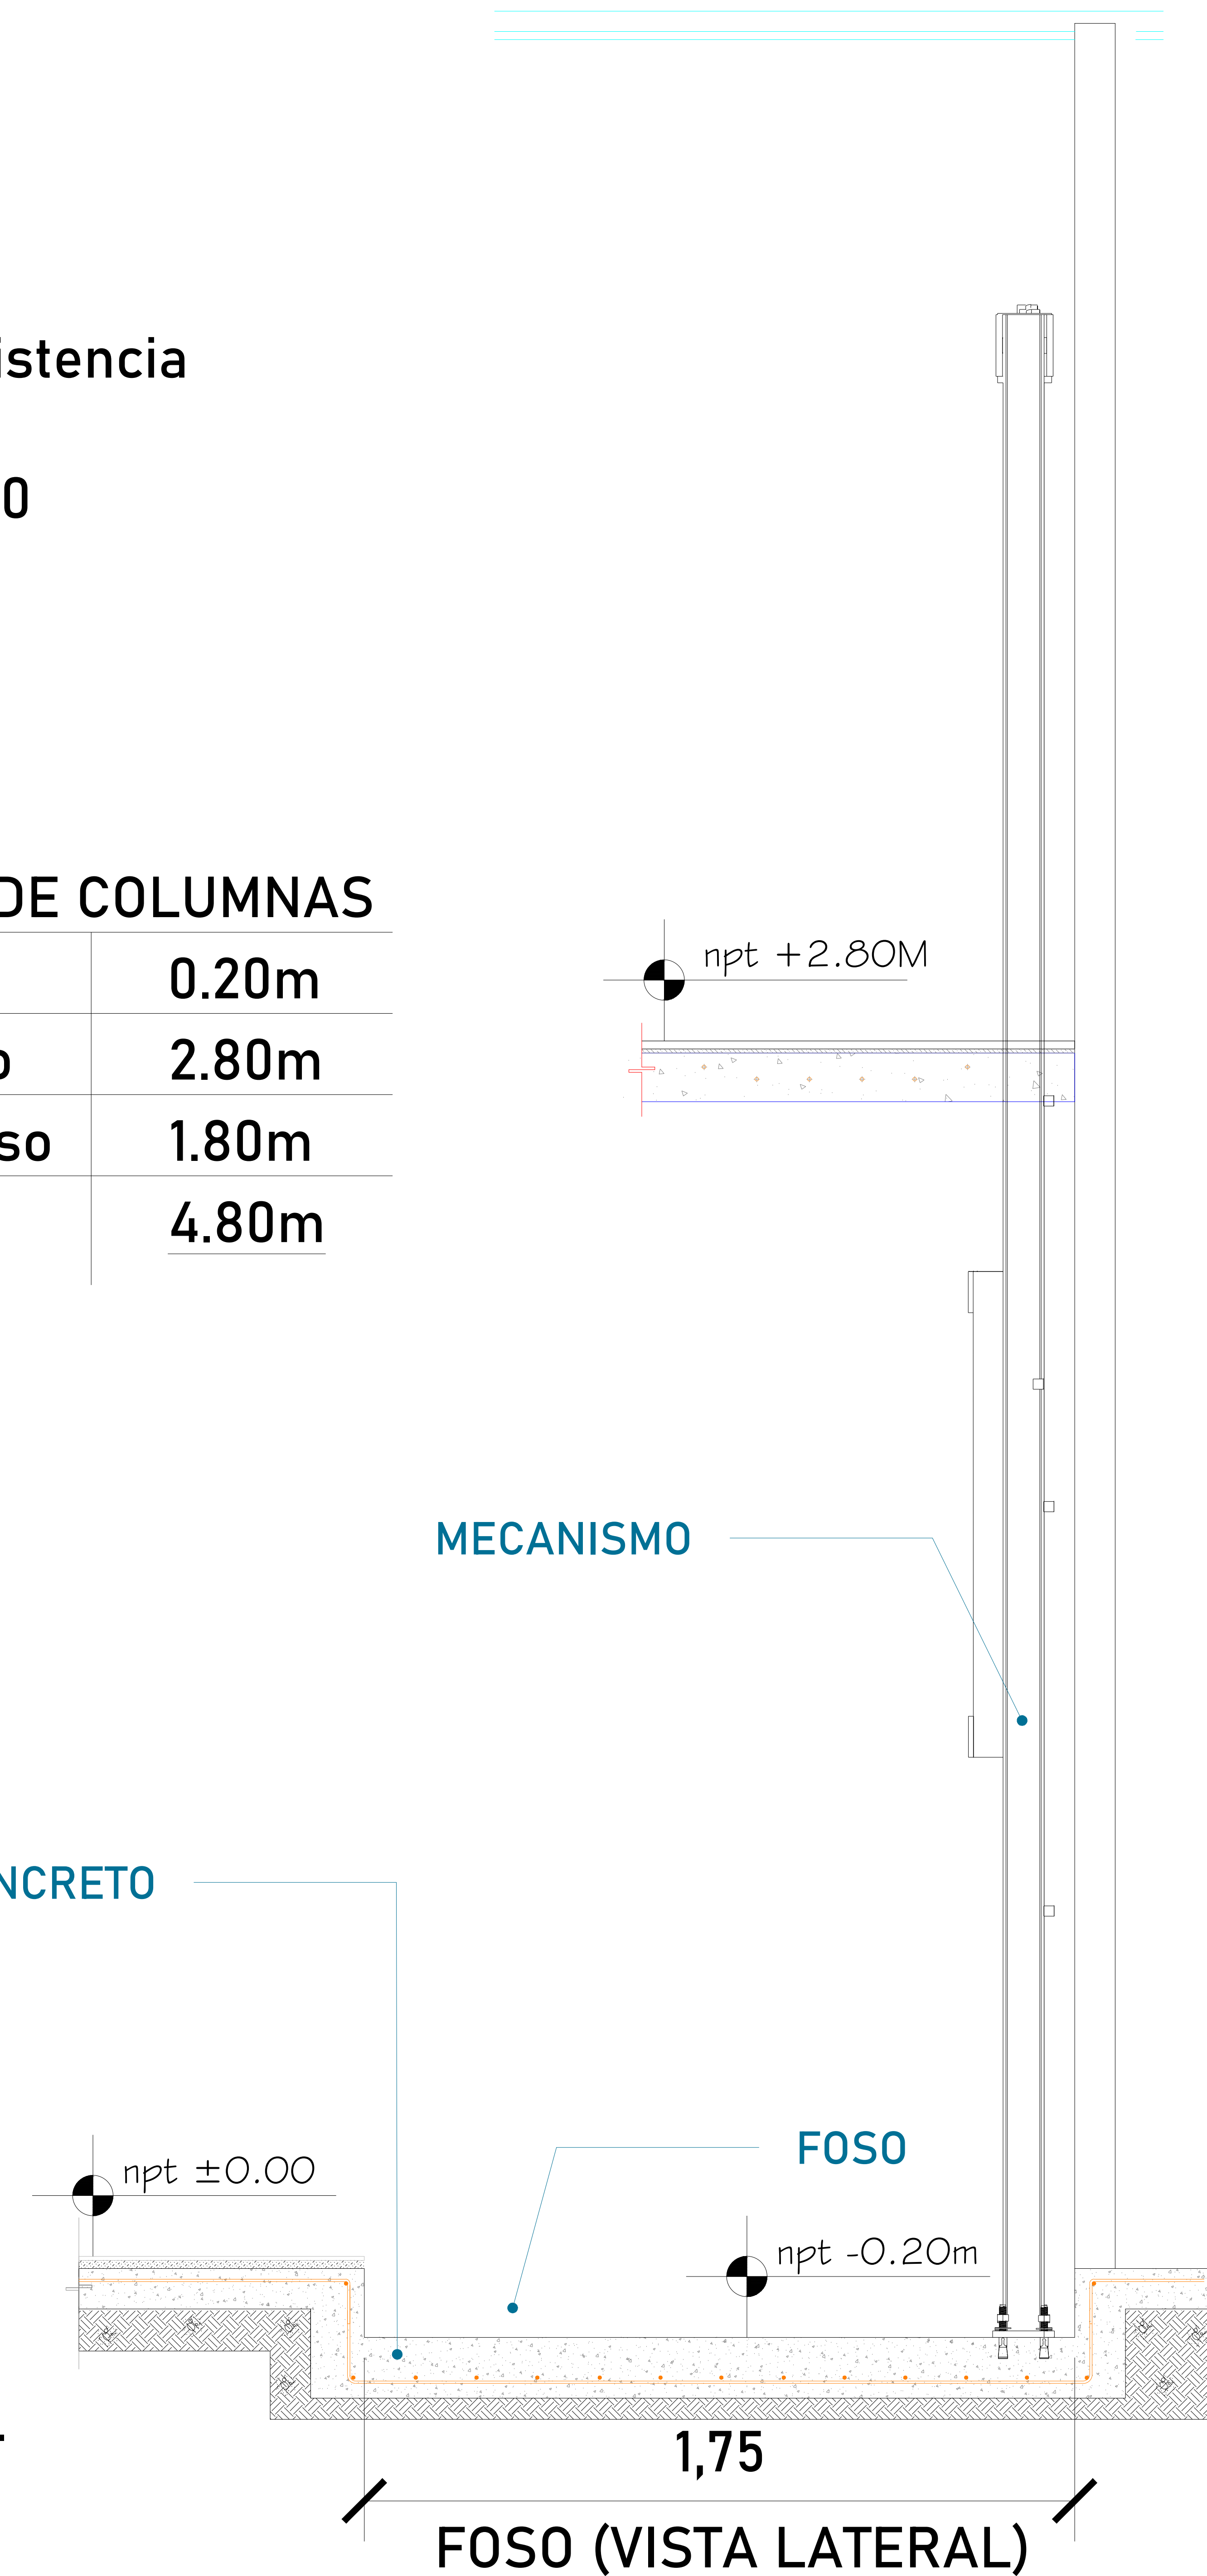 istencia
0
DE COLUMNAS
0.20m
o 2.80m
so 1.80m
4.80m
npt +2.80M
MECANISMO
NCRETO
FOSO
npt ±0.00
npt -0.20m
1,75
FOSO (VISTA LATERAL)